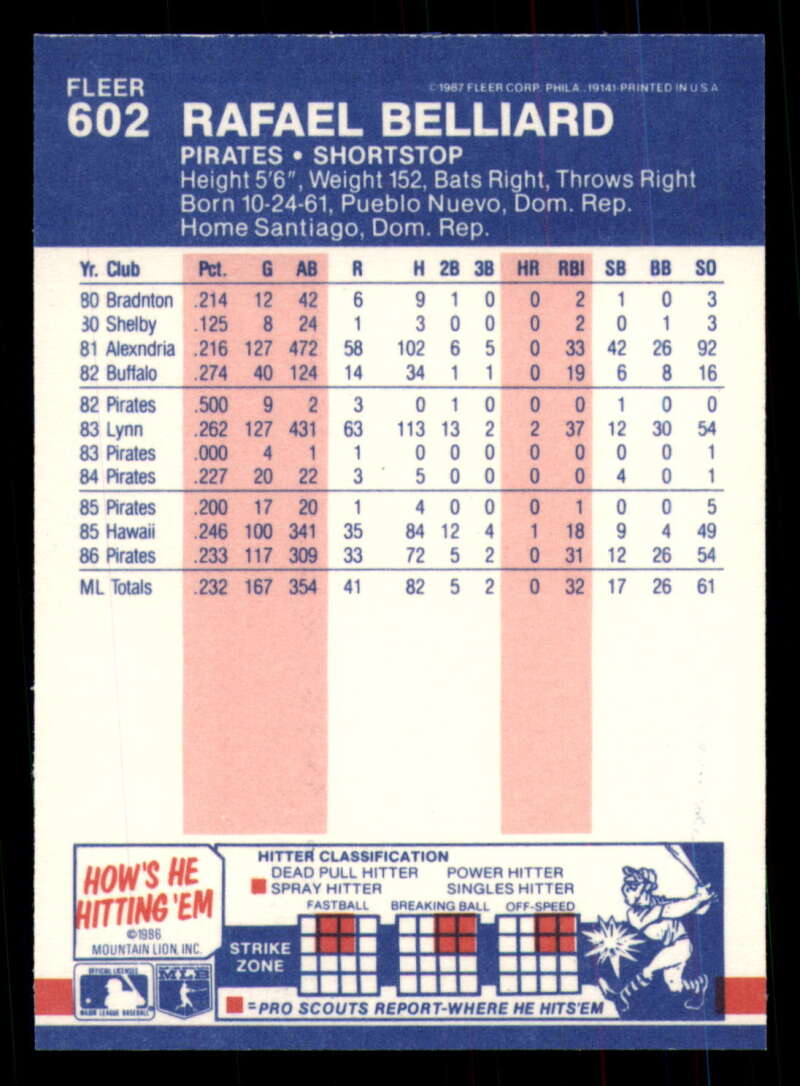 FLEER
©1987 FLEER CORP. PHILA. 19141-PRINTED IN U S A
602 RAFAEL BELLIARD
PIRATES • SHORTSTOP
Height 5'6", Weight 152, Bats Right, Throws Right
Born 10-24-61, Pueblo Nuevo, Dom. Rep.
Home Santiago, Dom. Rep.
Yr. Club Pct. G AB R H 2B 3B HR RBI SB BB SO
80 Bradnton .214 12 42 6 9 1 0 0 2 1 0 3
80 Shelby .125 8 24 1 3 0 0 0 2 0 1 3
81 Alexndria .216 127 472 58 102 6 5 0 33 42 26 92
82 Buffalo .274 40 124 14 34 1 1 0 19 6 8 16
82 Pirates .500 9 2 3 0 1 0 0 0 1 0 0
83 Lynn .262 127 431 63 113 13 2 2 37 12 30 54
83 Pirates .000 4 1 1 0 0 0 0 0 0 0 1
84 Pirates .227 20 22 3 5 0 0 0 0 4 0 1
85 Pirates .200 17 20 1 4 0 0 0 1 0 0 5
85 Hawaii .246 100 341 35 84 12 4 1 18 9 4 49
86 Pirates .233 117 309 33 72 5 2 0 31 12 26 54
ML Totals .232 167 354 41 82 5 2 0 32 17 26 61
HOW'S HE
HITTING 'EM
©1986
MOUNTAIN LION, INC.
HITTER CLASSIFICATION
DEAD PULL HITTER POWER HITTER
SPRAY HITTER SINGLES HITTER
FASTBALL BREAKING BALL OFF-SPEED
STRIKE
ZONE
=PRO SCOUTS REPORT-WHERE HE HITS 'EM
OFFICIAL LICENSEE
MAJOR LEAGUE BASEBALL
MLB